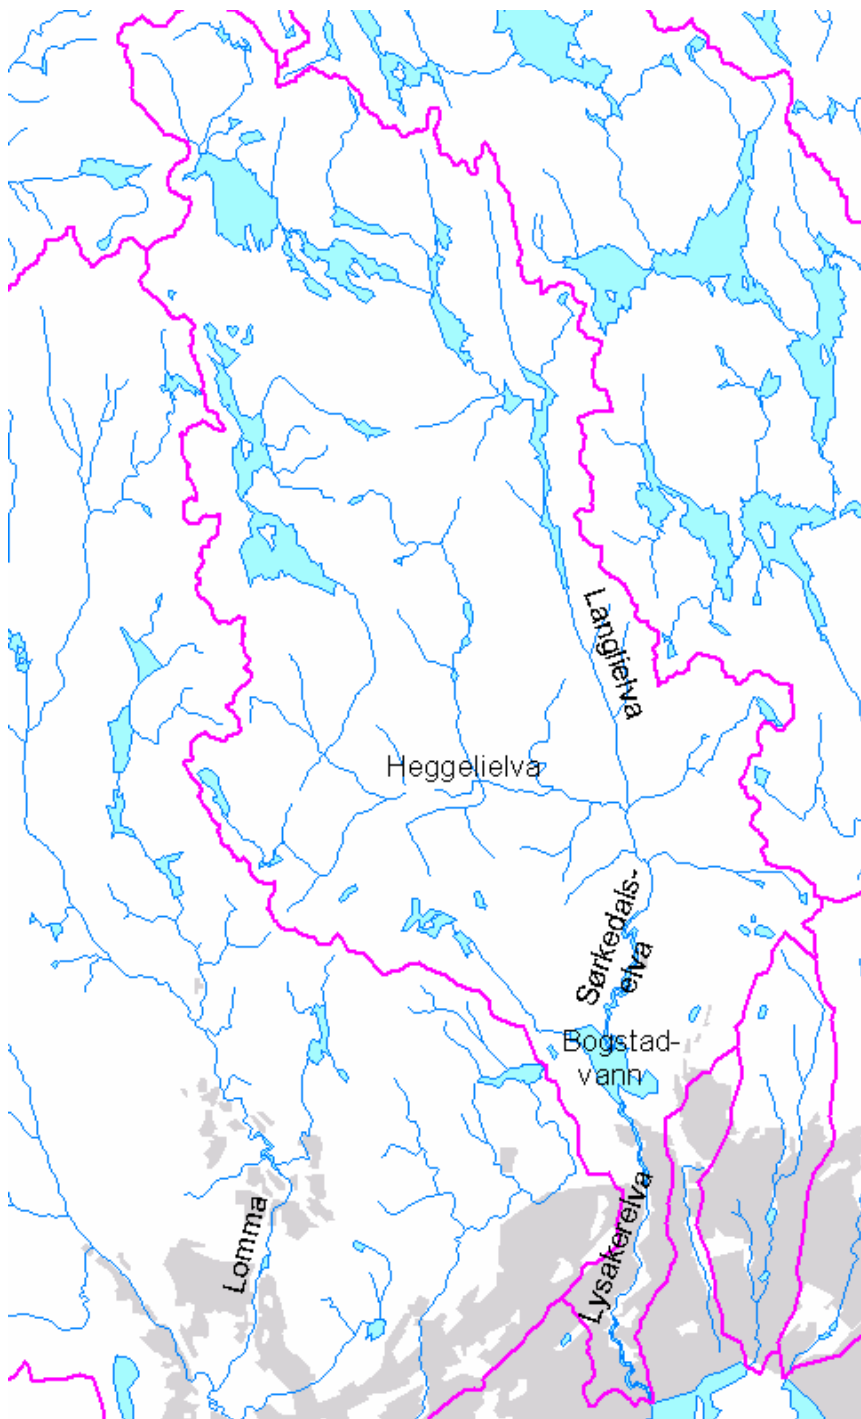 Langlielva
Heggelielva
Sørkedals-
elva
Bogstad-
vann
Lysakerelva
Lomma